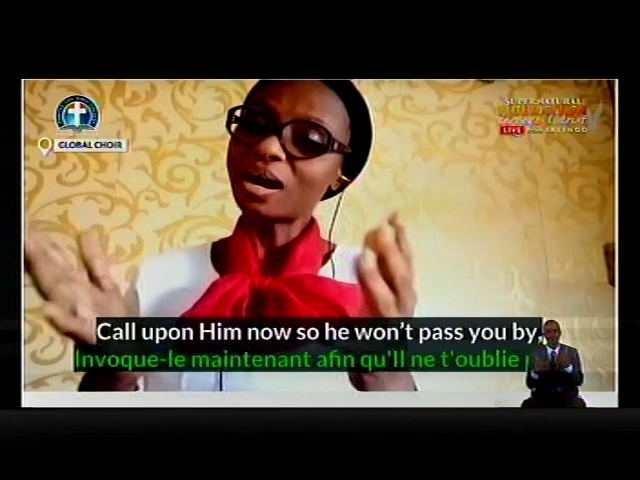 GLOBAL CHOIR
SUPERNATURAL
LIVE
Call upon Him now so he won't pass you by,
Invoque-le maintenant afin qu'Il ne t'oublie